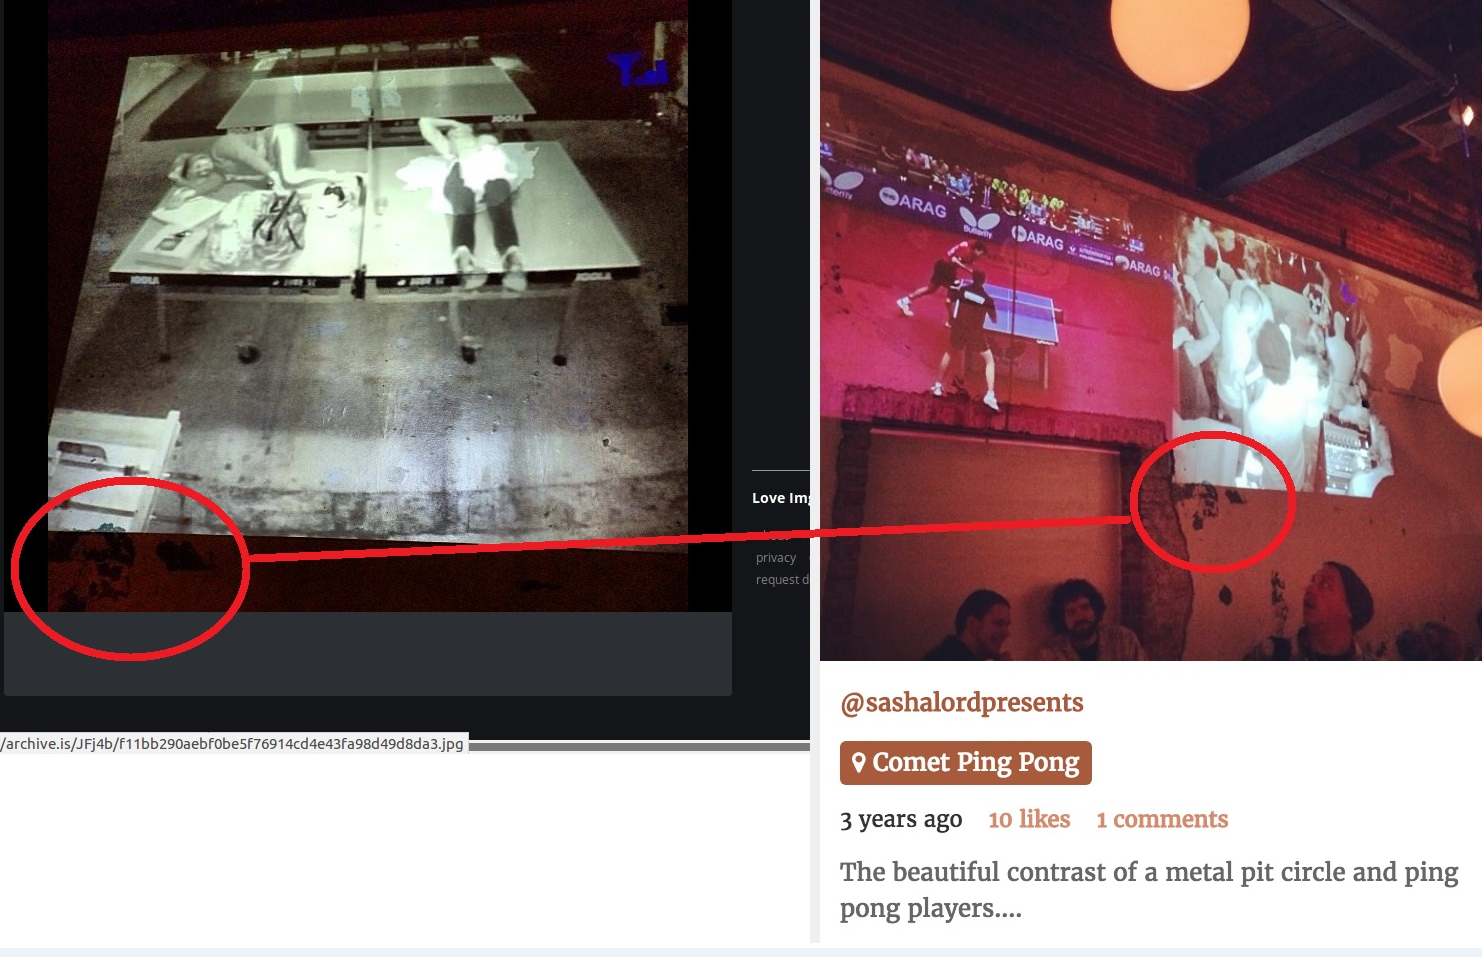 JOOLA
JOOLA
JOOLA
Love Im
privacy
request d
/archive.is/JFj4b/f11bb290aebf0be5f76914cd4e43fa98d49d8da3.jpg
ARAG
Butterfly
ARAG
ARAG
@sashalordpresents
Comet Ping Pong
3 years ago 10 likes 1 comments
The beautiful contrast of a metal pit circle and ping
pong players....